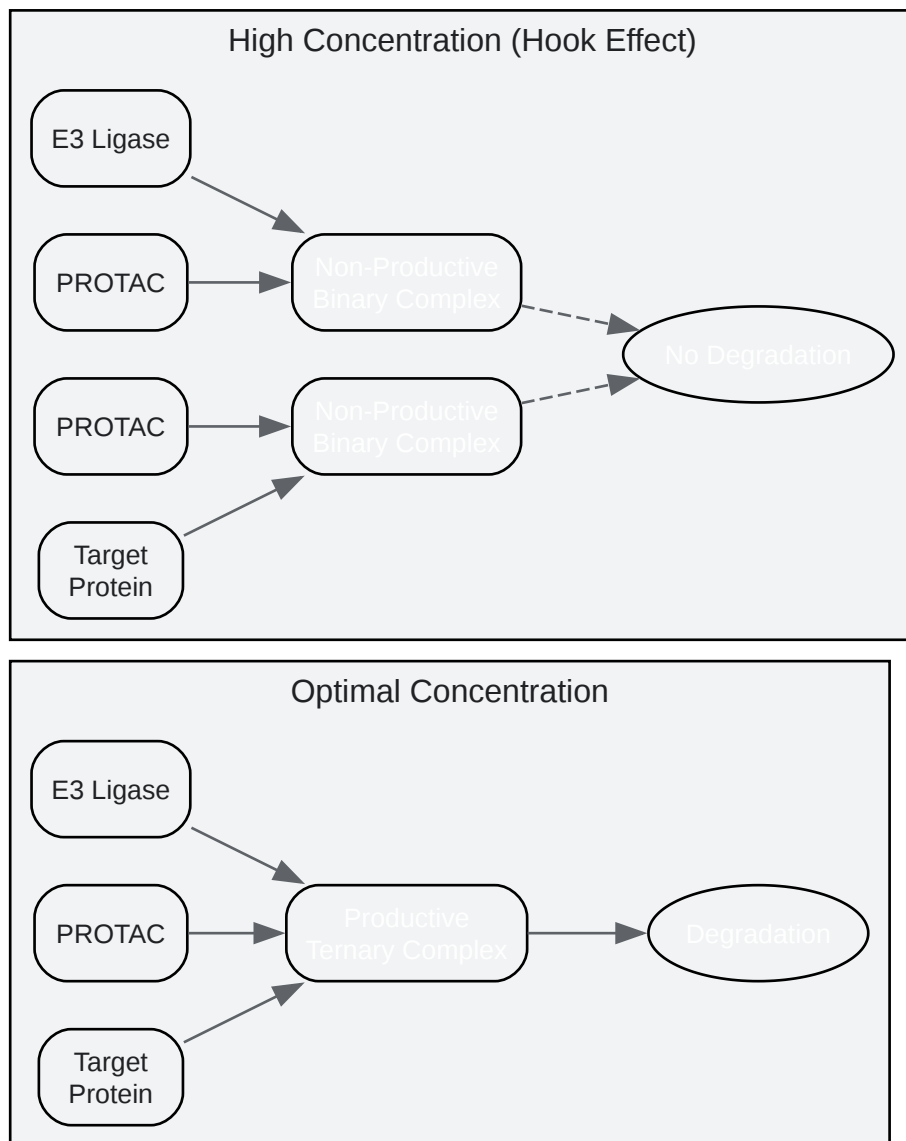 High Concentration (Hook Effect)
E3 Ligase
PROTAC
Non-Productive
Binary Complex
No Degradation
PROTAC
Non-Productive
Binary Complex
Target
Protein
Optimal Concentration
E3 Ligase
PROTAC
Productive
Ternary Complex
Degradation
Target
Protein